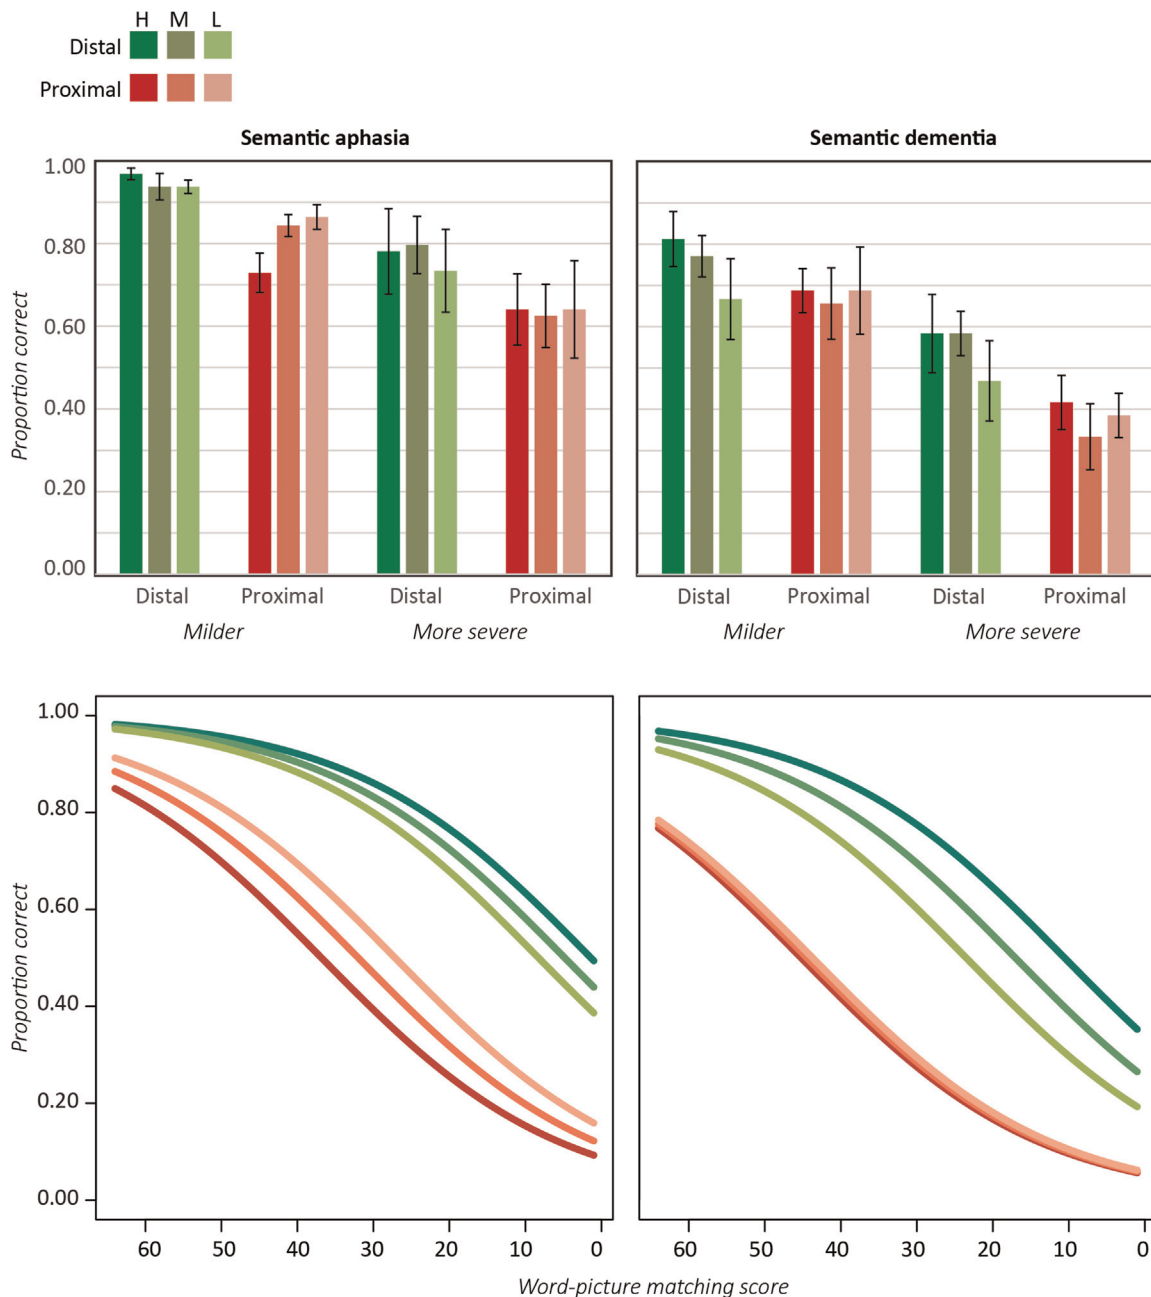 H M L
Distal
Proximal
Semantic aphasia
Semantic dementia
Proportion correct
1.00
0.80
0.60
0.40
0.20
0.00
Distal Proximal Distal Proximal
Milder More severe
Distal Proximal Distal Proximal
Milder More severe
Proportion correct
1.00
0.80
0.60
0.40
0.20
0.00
60 50 40 30 20 10 0
60 50 40 30 20 10 0
Word-picture matching score